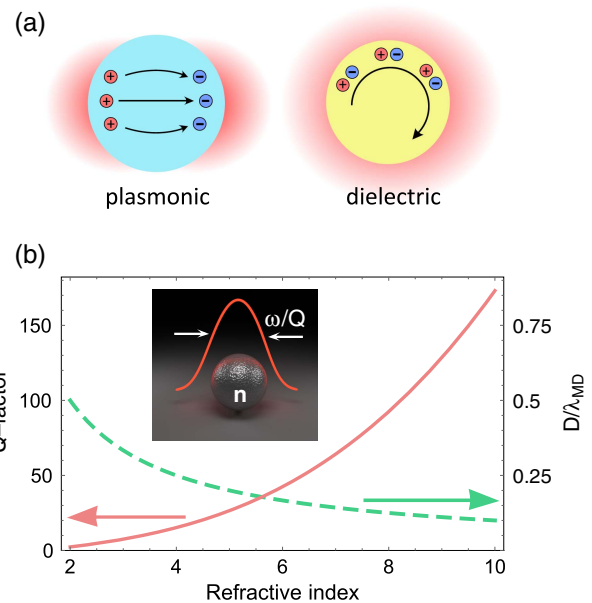 (a)
+ − + − + −
+ − + − + −
plasmonic
dielectric
(b)
150
100
50
0
ω/Q
n
0.75
0.5
0.25
D/λMD
2
4
6
8
10
Refractive index